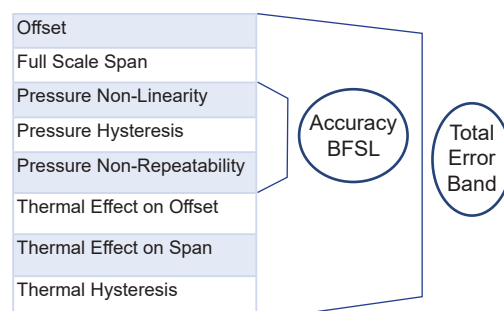 Offset
Full Scale Span
Pressure Non-Linearity
Pressure Hysteresis
Pressure Non-Repeatability
Thermal Effect on Offset
Thermal Effect on Span
Thermal Hysteresis
Accuracy
BFSL
Total
Error
Band